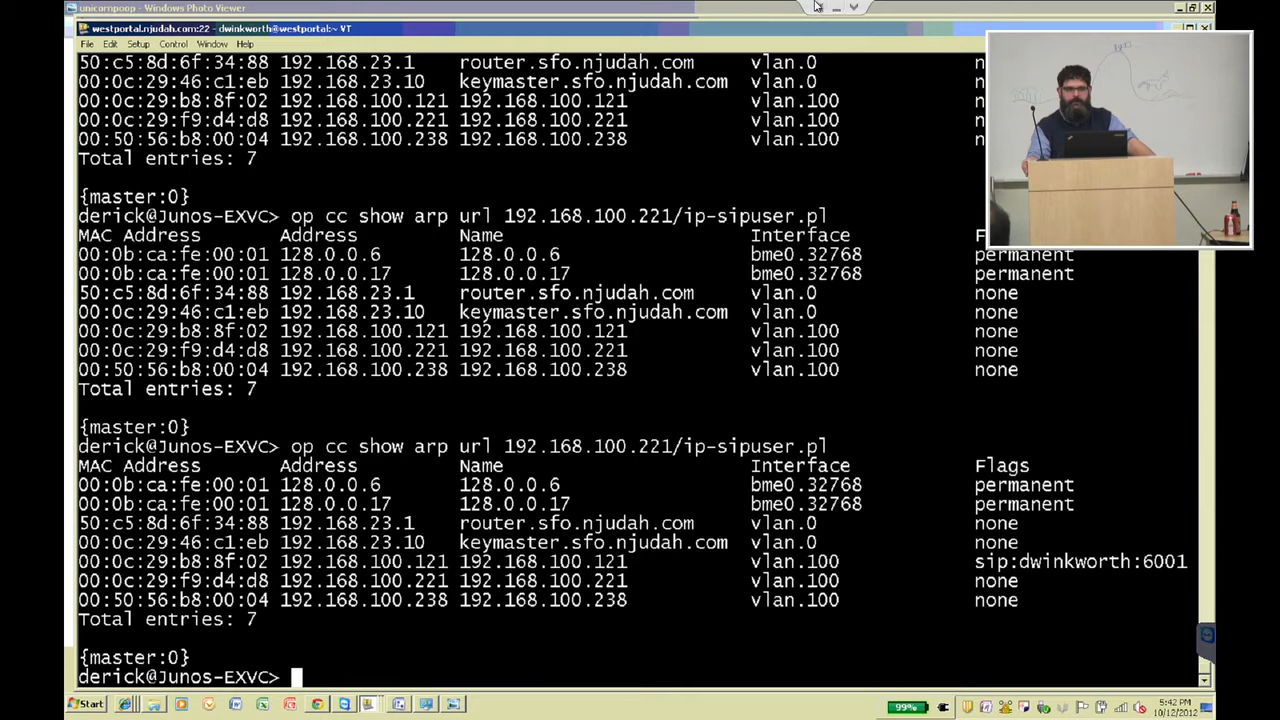 unicornpoop - Windows Photo Viewer
westportal.njudah.com:22 - dwinkworth@westportal:~ VT
File Edit Setup Control Window Help
50:c5:8d:6f:34:88 192.168.23.1 router.sfo.njudah.com vlan.0 n
00:0c:29:46:c1:eb 192.168.23.10 keymaster.sfo.njudah.com vlan.0 n
00:0c:29:b8:8f:02 192.168.100.121 192.168.100.121 vlan.100 n
00:0c:29:f9:d4:d8 192.168.100.221 192.168.100.221 vlan.100 n
00:50:56:b8:00:04 192.168.100.238 192.168.100.238 vlan.100 n
Total entries: 7
{master:0}
derick@Junos-EXVC> op cc show arp url 192.168.100.221/ip-sipuser.pl
MAC Address Address Name Interface F
00:0b:ca:fe:00:01 128.0.0.6 128.0.0.6 bme0.32768 permanent
00:0b:ca:fe:00:01 128.0.0.17 128.0.0.17 bme0.32768 permanent
50:c5:8d:6f:34:88 192.168.23.1 router.sfo.njudah.com vlan.0 none
00:0c:29:46:c1:eb 192.168.23.10 keymaster.sfo.njudah.com vlan.0 none
00:0c:29:b8:8f:02 192.168.100.121 192.168.100.121 vlan.100 none
00:0c:29:f9:d4:d8 192.168.100.221 192.168.100.221 vlan.100 none
00:50:56:b8:00:04 192.168.100.238 192.168.100.238 vlan.100 none
Total entries: 7
{master:0}
derick@Junos-EXVC> op cc show arp url 192.168.100.221/ip-sipuser.pl
MAC Address Address Name Interface Flags
00:0b:ca:fe:00:01 128.0.0.6 128.0.0.6 bme0.32768 permanent
00:0b:ca:fe:00:01 128.0.0.17 128.0.0.17 bme0.32768 permanent
50:c5:8d:6f:34:88 192.168.23.1 router.sfo.njudah.com vlan.0 none
00:0c:29:46:c1:eb 192.168.23.10 keymaster.sfo.njudah.com vlan.0 none
00:0c:29:b8:8f:02 192.168.100.121 192.168.100.121 vlan.100 sip:dwinkworth:6001
00:0c:29:f9:d4:d8 192.168.100.221 192.168.100.221 vlan.100 none
00:50:56:b8:00:04 192.168.100.238 192.168.100.238 vlan.100 none
Total entries: 7
{master:0}
derick@Junos-EXVC>
Start 99% 5:42 PM
10/12/2012